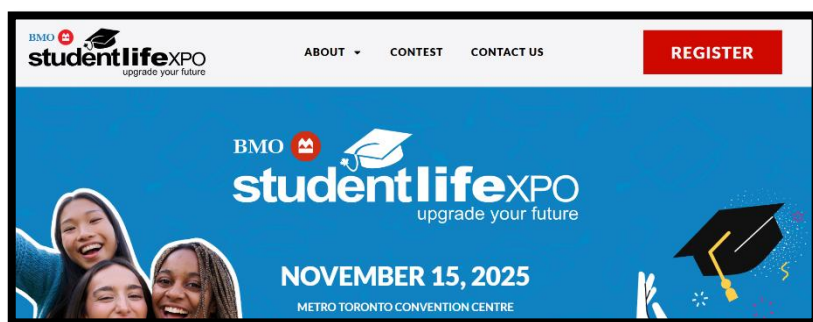 BMO
studentlifeXPO
upgrade your future
ABOUT
CONTEST
CONTACT US
REGISTER
BMO
studentlifeXPO
upgrade your future
NOVEMBER 15, 2025
METRO TORONTO CONVENTION CENTRE